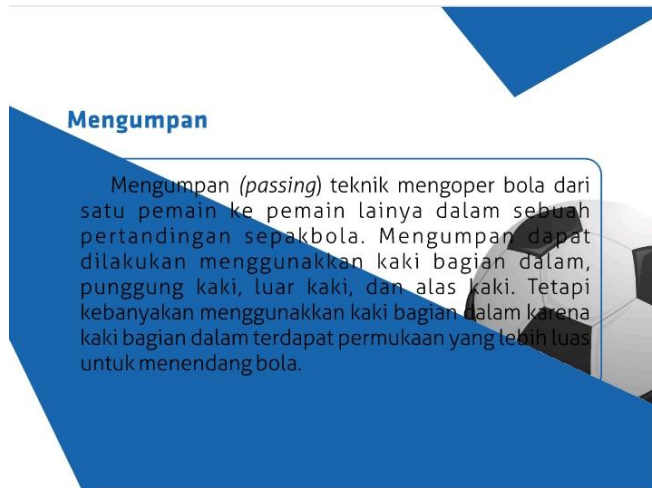 Mengumpan
Mengumpan (passing) teknik mengoper bola dari
satu pemain ke pemain lainya dalam sebuah
pertandingan sepakbola. Mengumpan dapat
dilakukan menggunakkan kaki bagian dalam,
punggung kaki, luar kaki, dan alas kaki. Tetapi
kebanyakan menggunakkan kaki bagian dalam karena
kaki bagian dalam terdapat permukaan yang lebih luas
untuk menendang bola.